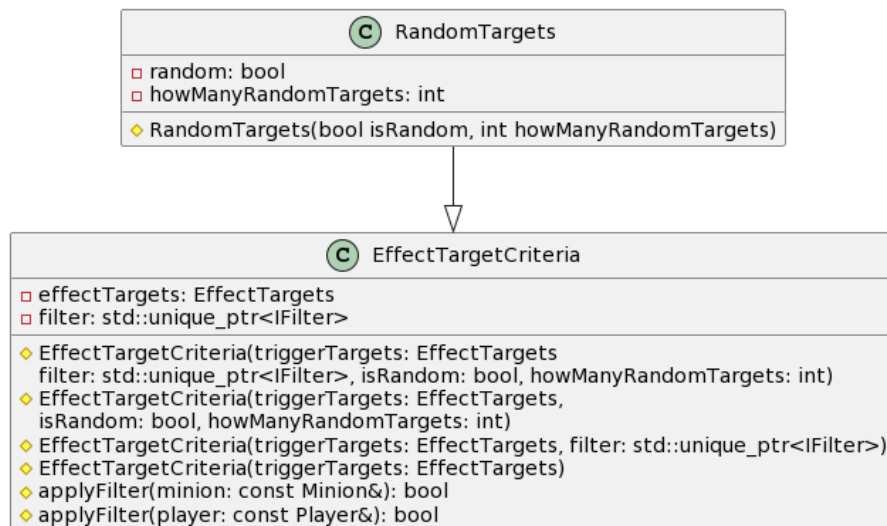 C RandomTargets
random: bool
howManyRandomTargets: int
RandomTargets(bool isRandom, int howManyRandomTargets)
C EffectTargetCriteria
effectTargets: EffectTargets
filter: std::unique_ptr<IFilter>
EffectTargetCriteria(triggerTargets: EffectTargets
filter: std::unique_ptr<IFilter>, isRandom: bool, howManyRandomTargets: int)
EffectTargetCriteria(triggerTargets: EffectTargets,
isRandom: bool, howManyRandomTargets: int)
EffectTargetCriteria(triggerTargets: EffectTargets, filter: std::unique_ptr<IFilter>)
EffectTargetCriteria(triggerTargets: EffectTargets)
applyFilter(minion: const Minion&): bool
applyFilter(player: const Player&): bool